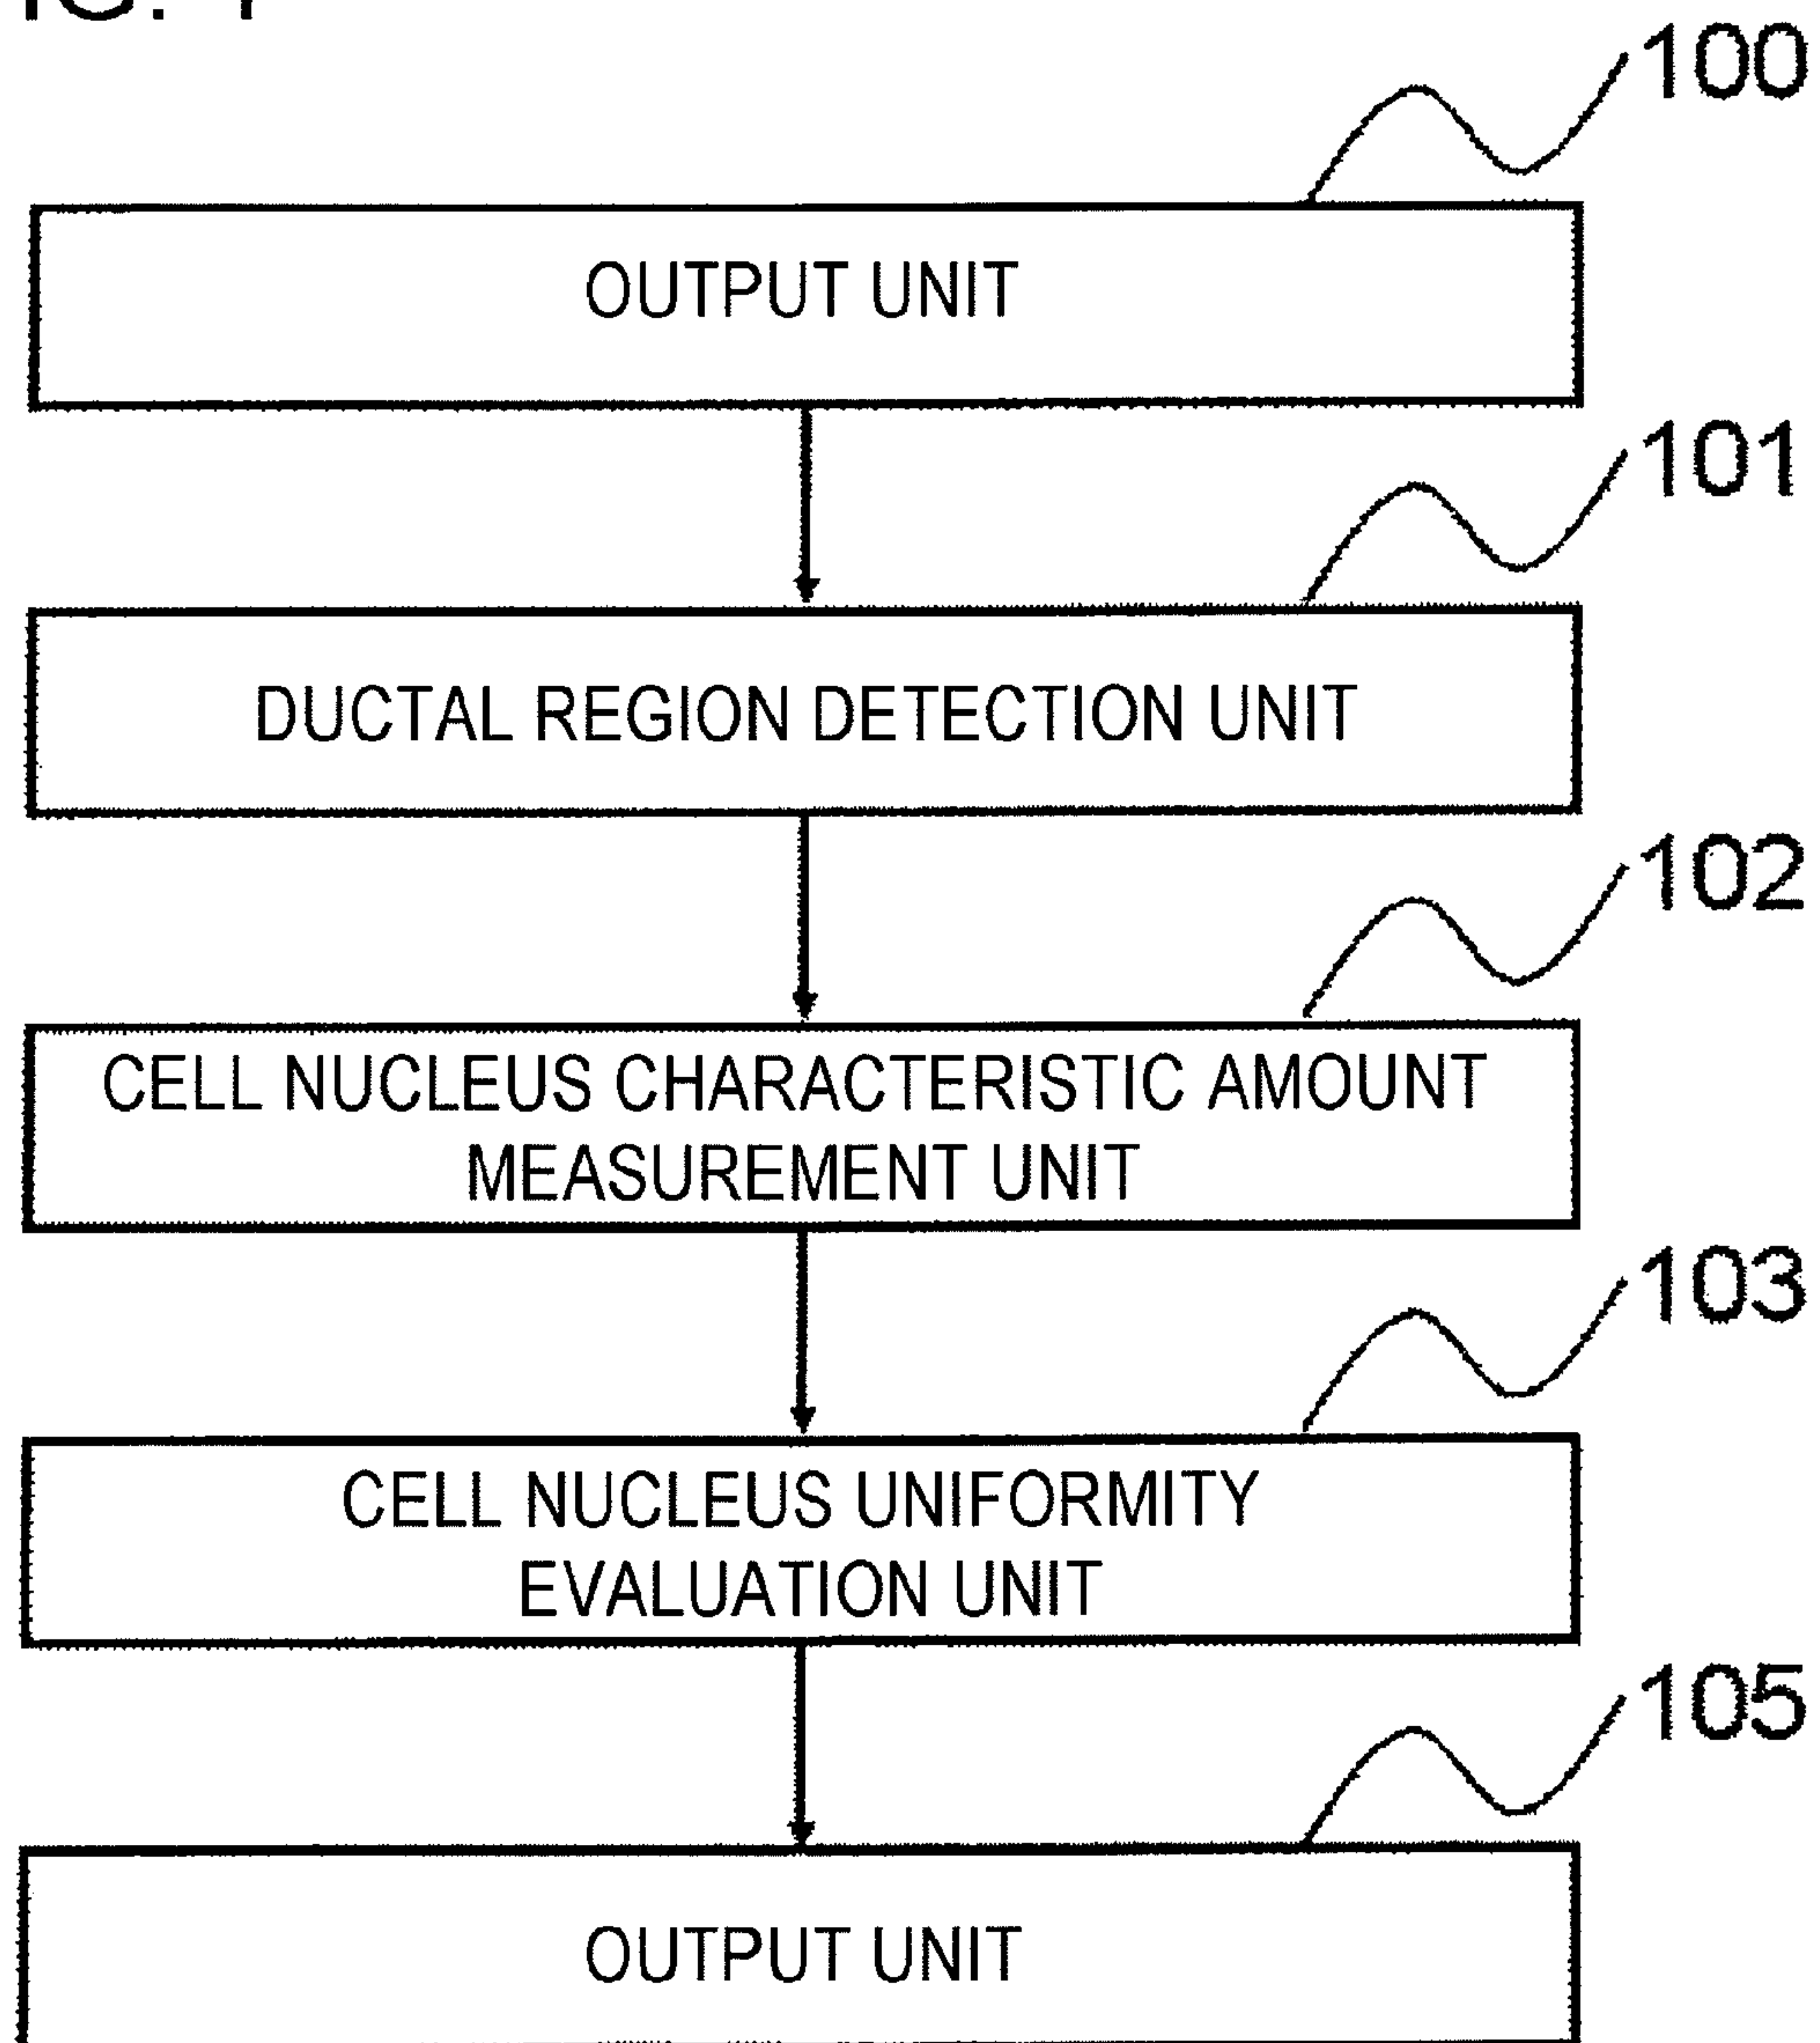 100
OUTPUT UNIT
101
DUCTAL REGION DETECTION UNIT
102
CELL NUCLEUS CHARACTERISTIC AMOUNT
MEASUREMENT UNIT
103
CELL NUCLEUS UNIFORMITY
EVALUATION UNIT
105
OUTPUT UNIT